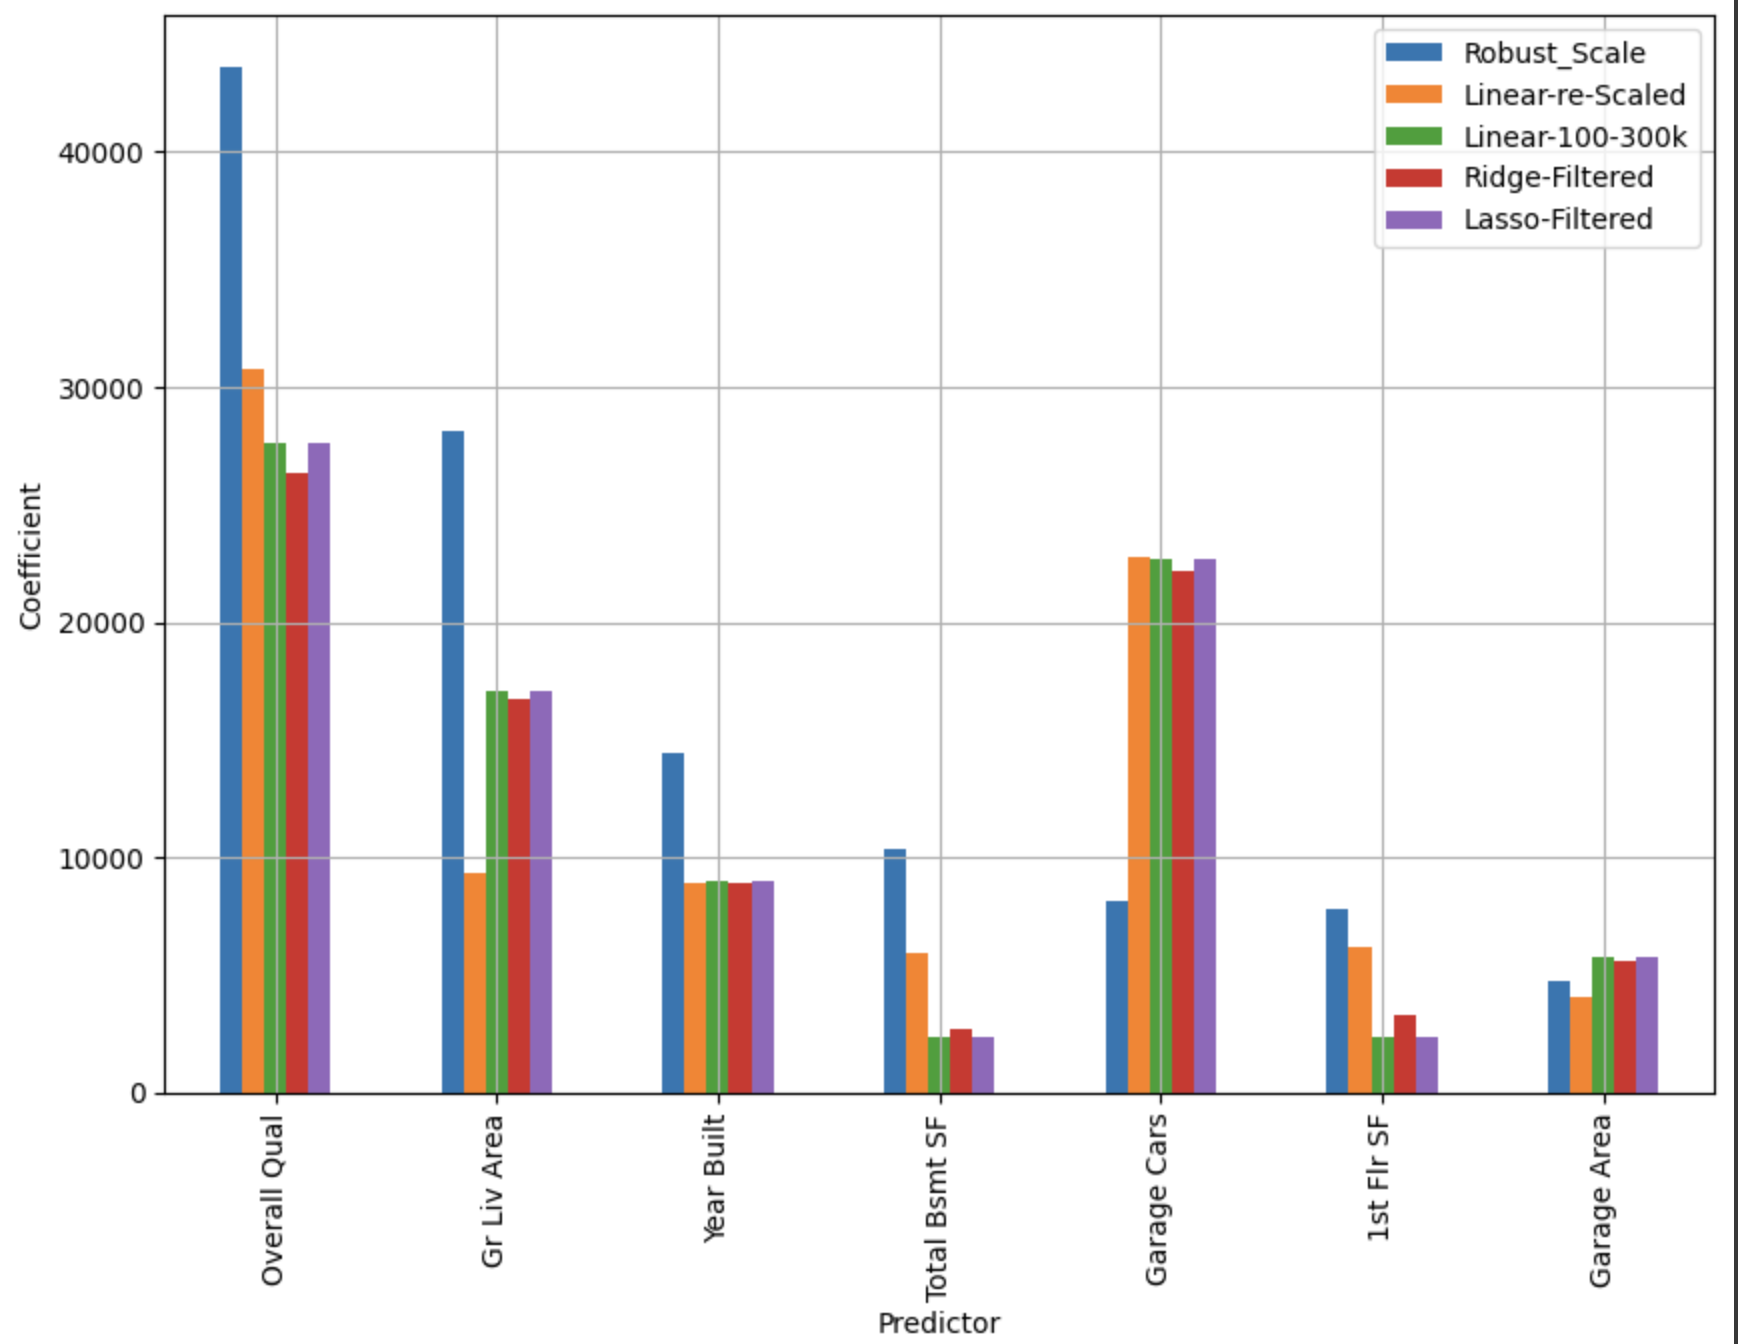 Robust_Scale
Linear-re-Scaled
Linear-100-300k
Ridge-Filtered
Lasso-Filtered
40000
30000
20000
10000
0
Coefficient
Overall Qual
Gr Liv Area
Year Built
Total Bsmt SF
Garage Cars
1st Flr SF
Garage Area
Predictor